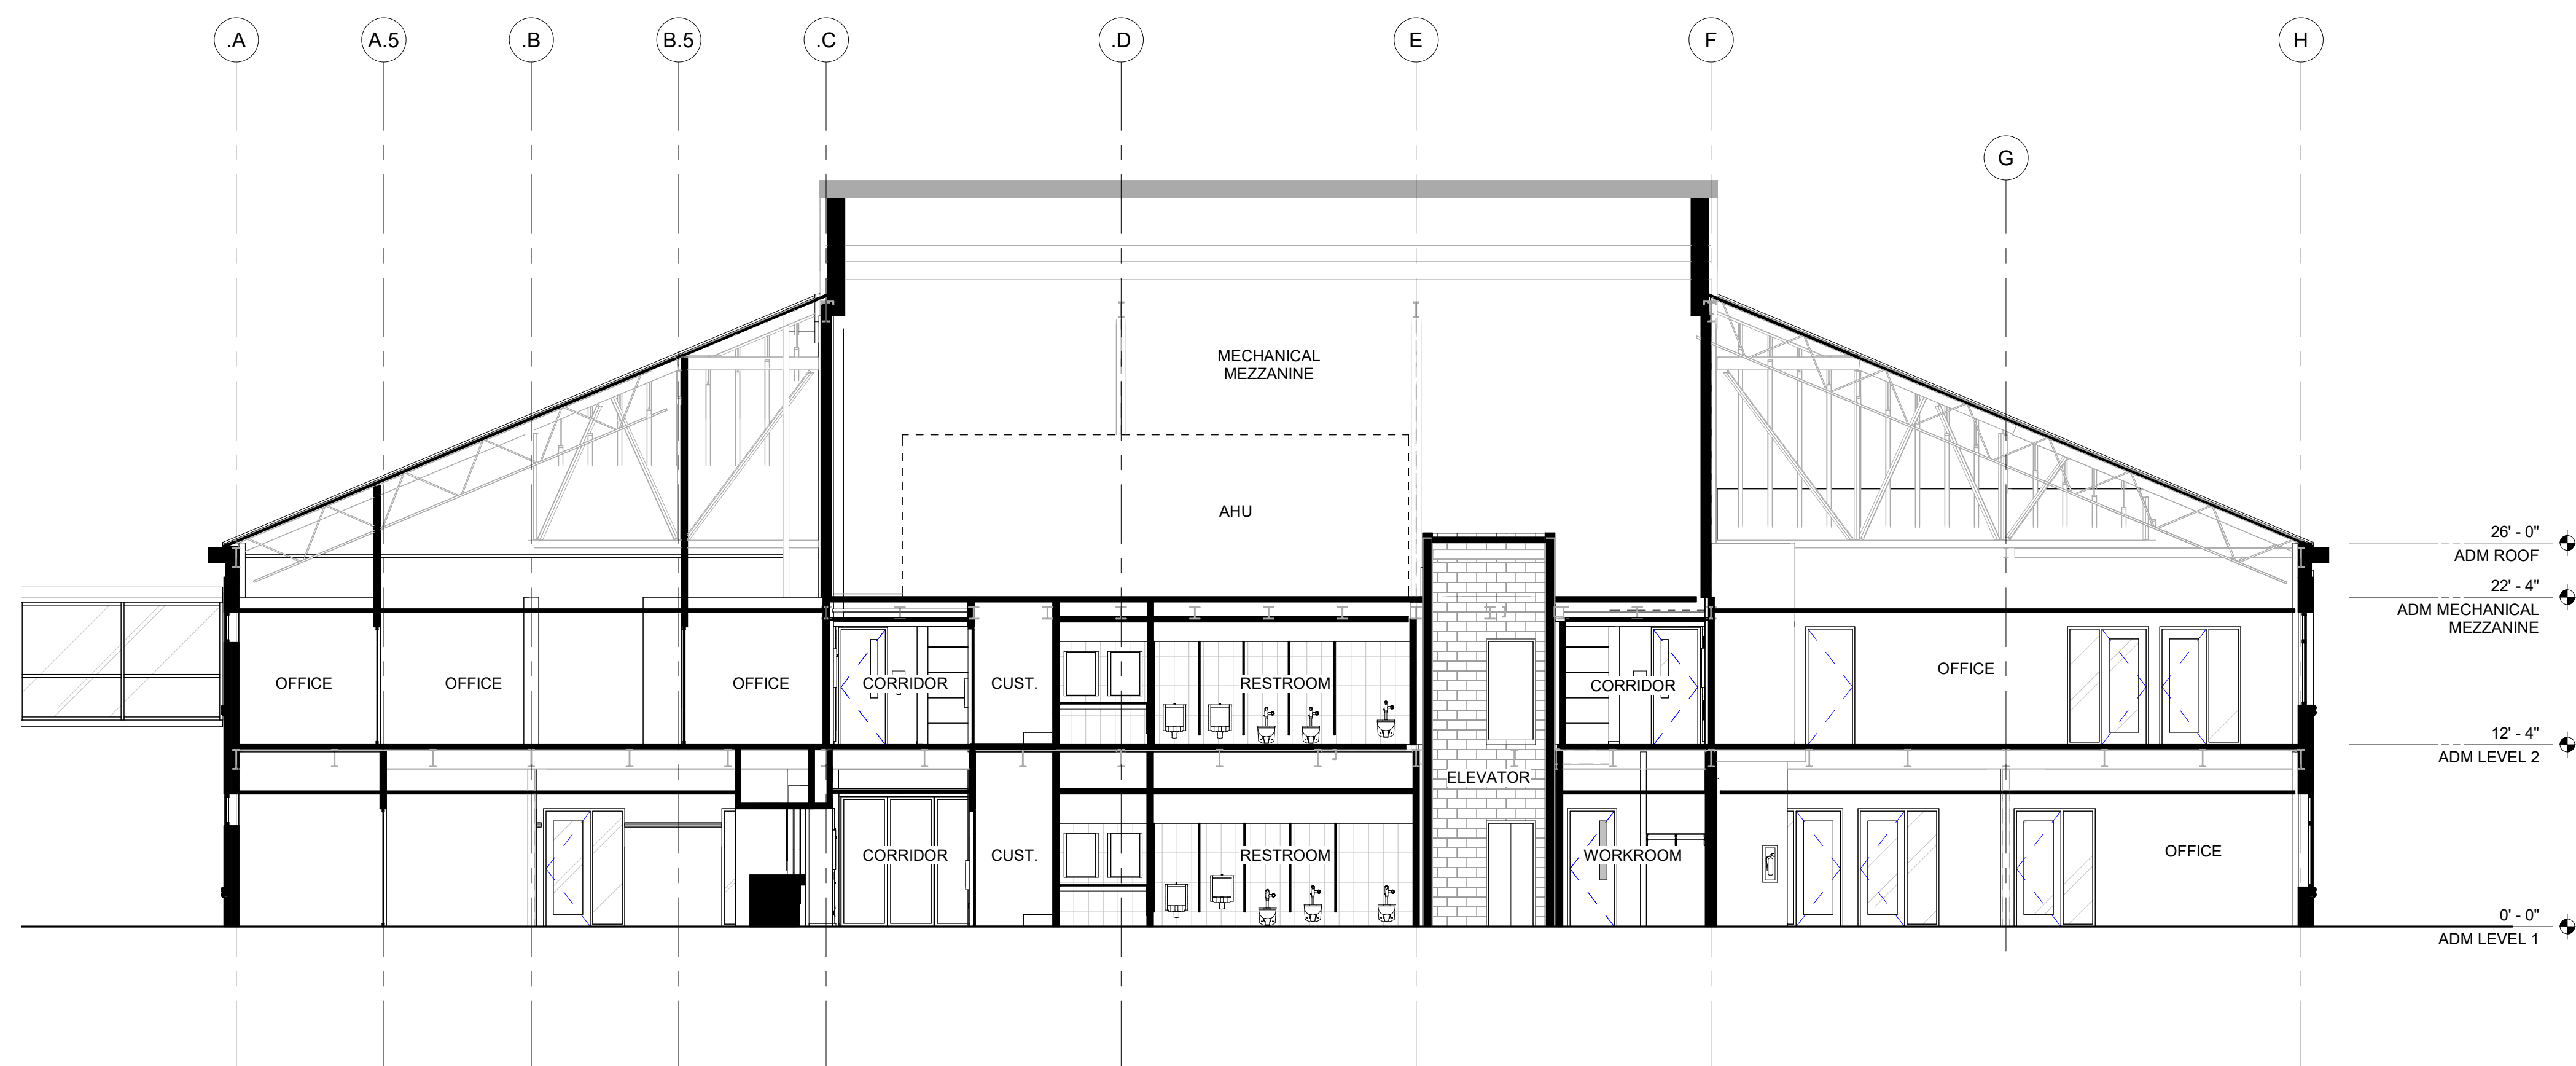 .A
A.5
.B
B.5
.C
.D
E
F
H
G
MECHANICAL
MEZZANINE
AHU
26' - 0"
ADM ROOF
22' - 4"
ADM MECHANICAL
MEZZANINE
OFFICE
OFFICE
OFFICE
CORRIDOR
CUST.
RESTROOM
CORRIDOR
OFFICE
12' - 4"
ADM LEVEL 2
ELEVATOR
CORRIDOR
CUST.
RESTROOM
WORKROOM
OFFICE
0' - 0"
ADM LEVEL 1